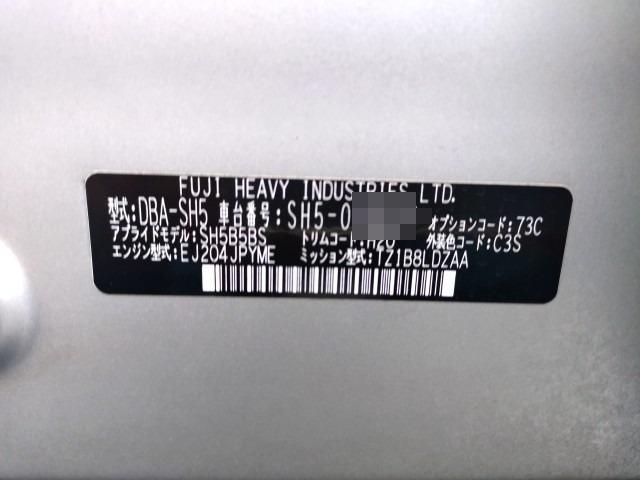 FUJI HEAVY INDUSTRIES LTD.
型式:DBA-SH5 車台番号:SH5-0 オプションコード:73C
アプライドモデル:SH5B5BS トリムコード: 外装色コード:C3S
エンジン型式:EJ204JPYME ミッション型式:TZ1B8LDZAA